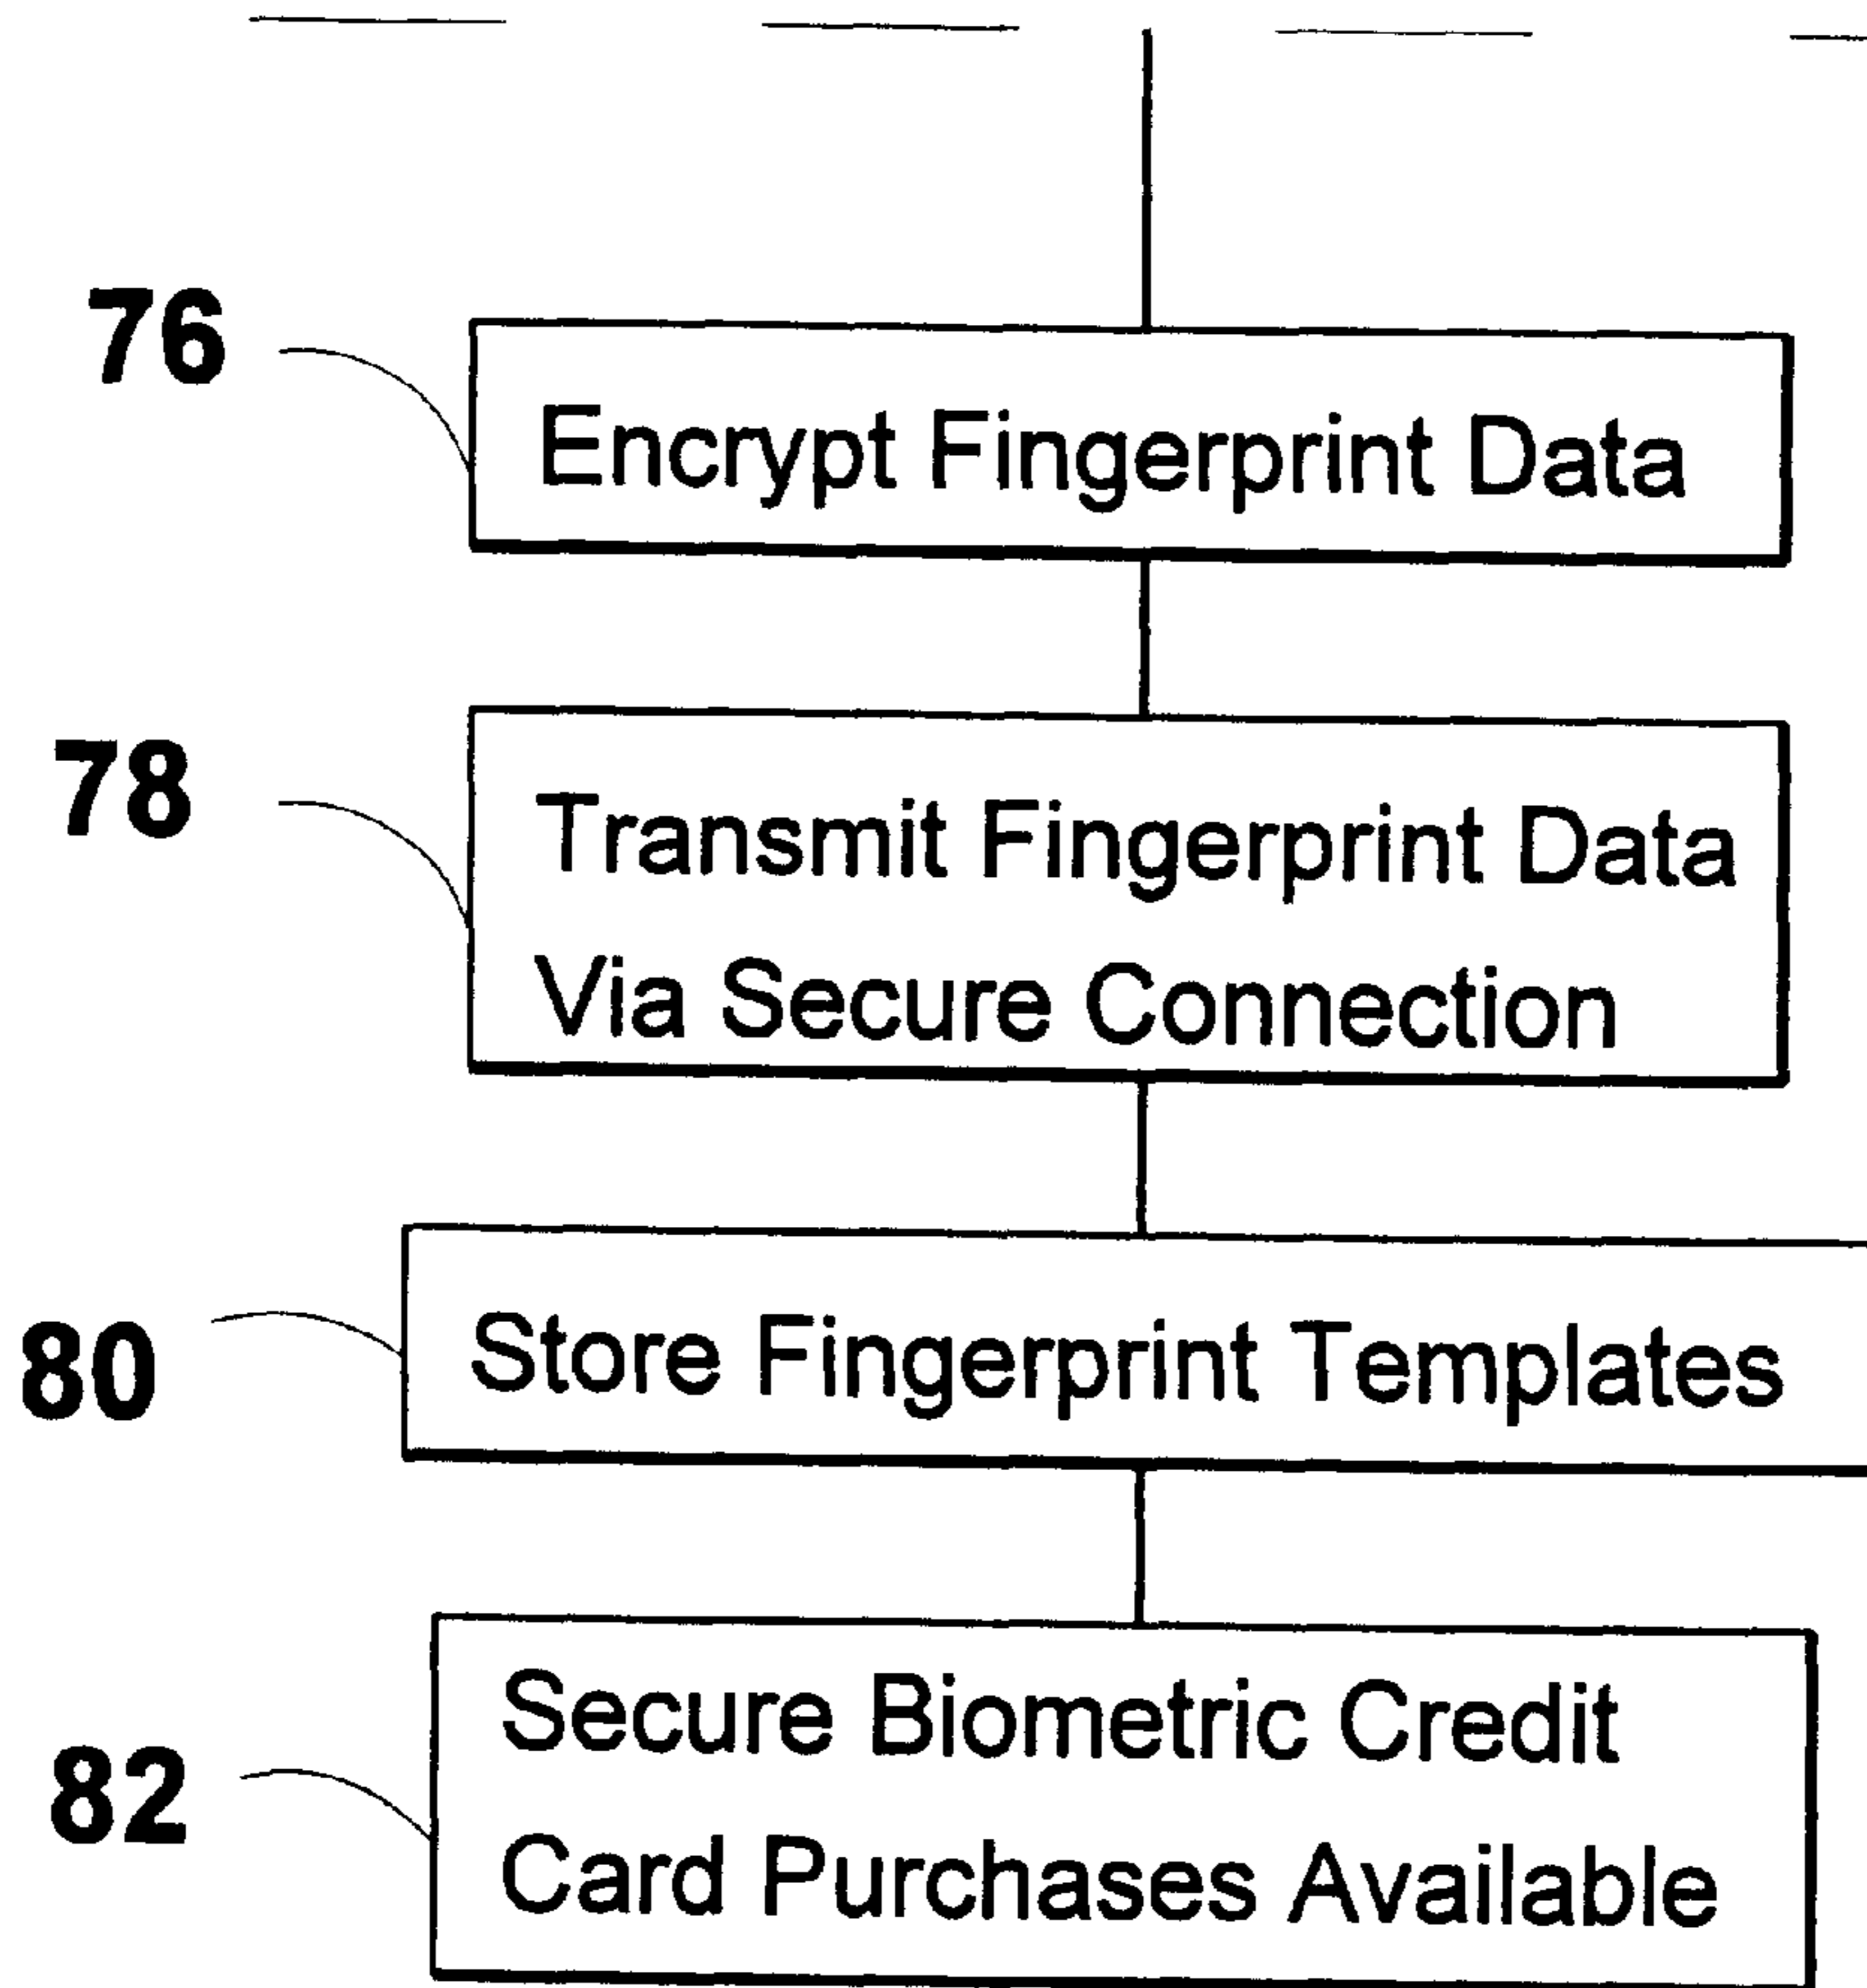 76
Encrypt Fingerprint Data
78
Transmit Fingerprint Data
Via Secure Connection
80
Store Fingerprint Templates
82
Secure Biometric Credit
Card Purchases Available